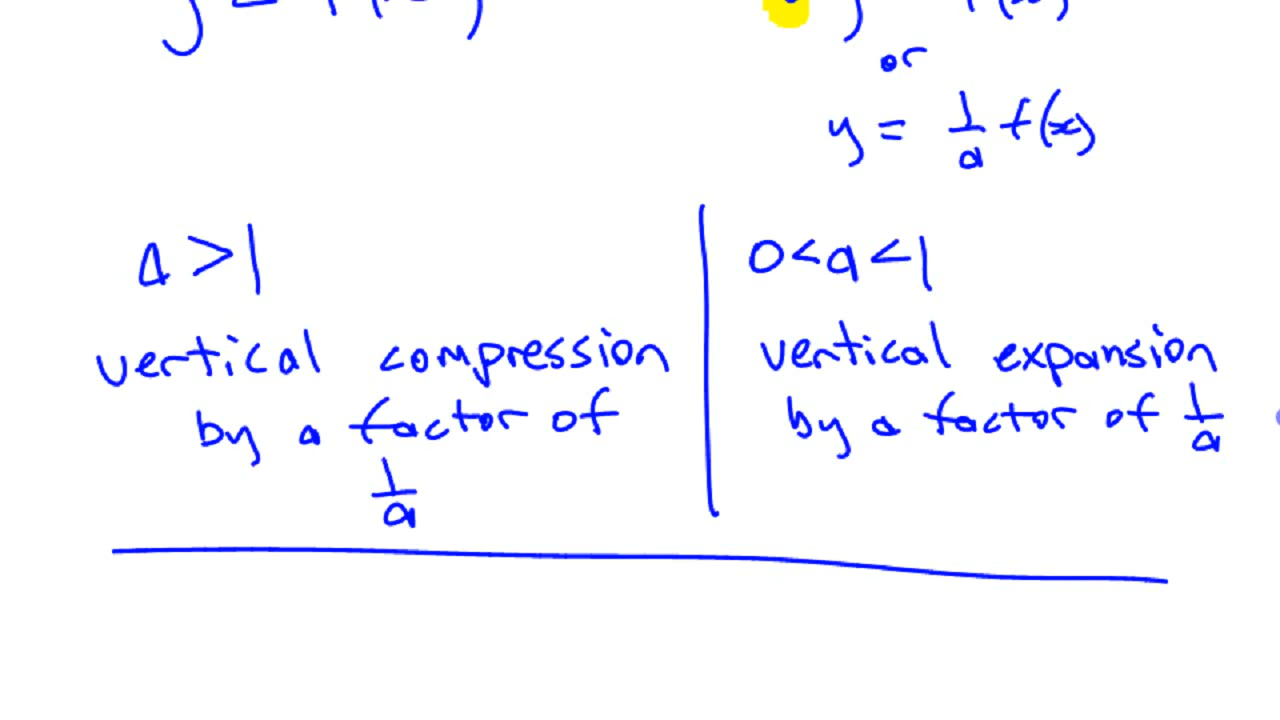 or
y = 1/a f(x)
a > 1
vertical compression
by a factor of
1/a
0 < a < 1
vertical expansion
by a factor of 1/a